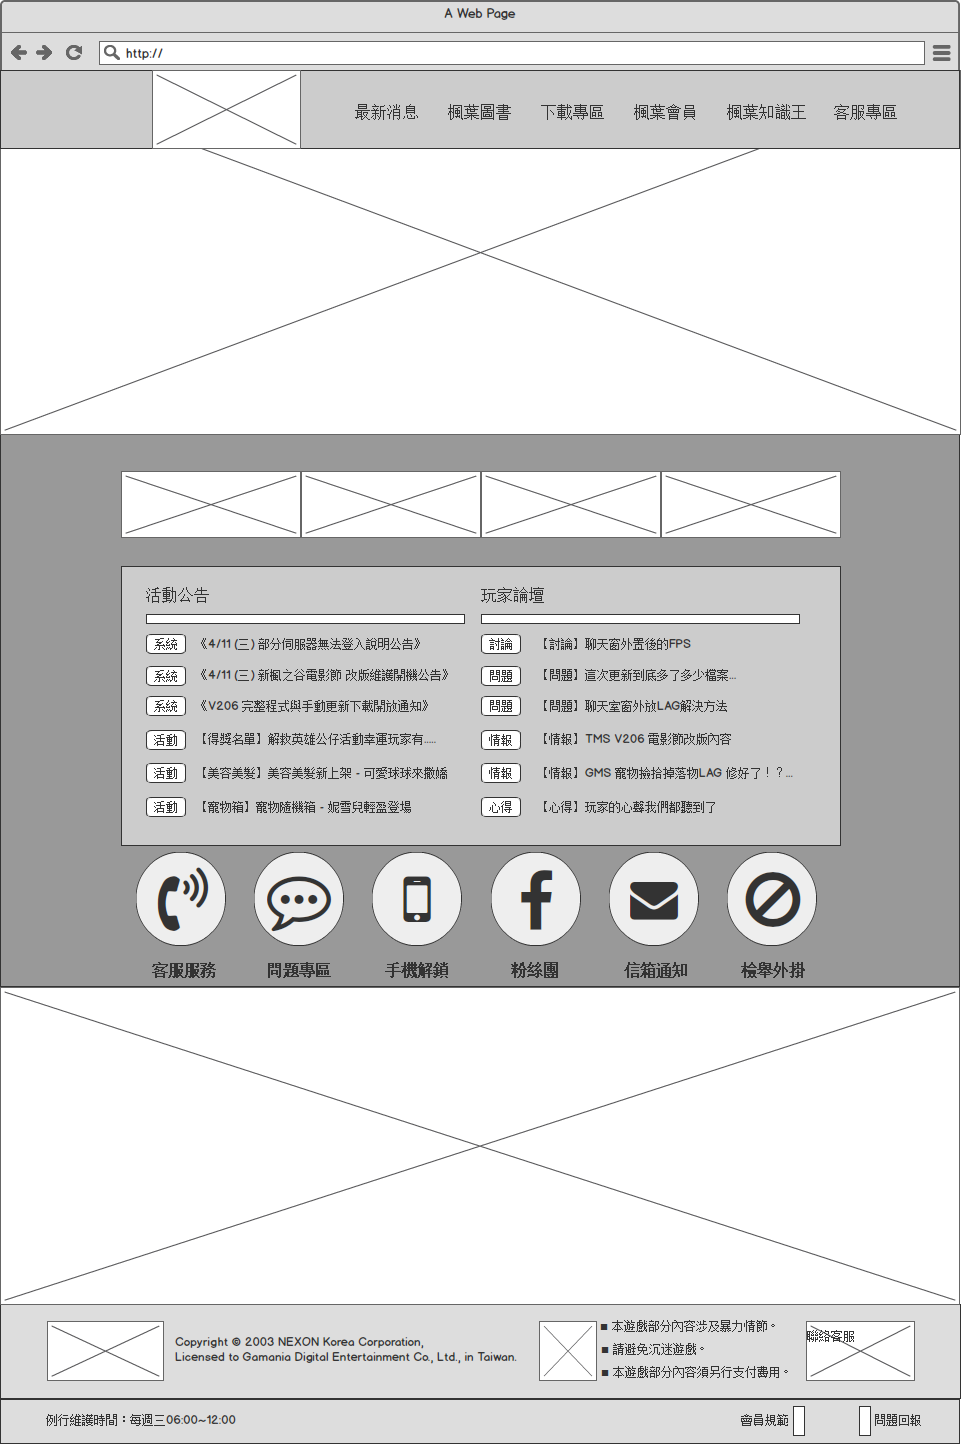 A Web Page
http://
最新消息 楓葉圖書 下載專區 楓葉會員 楓葉知識王 客服專區
活動公告
系統 《4/11 (三) 部分伺服器無法登入說明公告》
系統 《4/11 (三) 新楓之谷電影節 改版維護開機公告》
系統 《V206 完整程式與手動更新下載開放通知》
活動 【得獎名單】解救英雄公仔活動幸運玩家有.....
活動 【美容美髮】美容美髮新上架 - 可愛球球來撒嬌
活動 【寵物箱】寵物隨機箱 - 妮雪兒輕盈登場
玩家論壇
討論 【討論】聊天窗外置後的FPS
問題 【問題】這次更新到底多了多少檔案...
問題 【問題】聊天室窗外放LAG解決方法
情報 【情報】TMS V206 電影節改版內容
情報 【情報】GMS 寵物撿拾掉落物LAG 修好了！？...
心得 【心得】玩家的心聲我們都聽到了
客服服務 問題專區 手機解鎖 粉絲團 信箱通知 檢舉外掛
Copyright © 2003 NEXON Korea Corporation,
Licensed to Gamania Digital Entertainment Co., Ltd., in Taiwan.
■ 本遊戲部分內容涉及暴力情節。
■ 請避免沉迷遊戲。
■ 本遊戲部分內容須另行支付費用。
聯絡客服
例行維護時間：每週三06:00~12:00
會員規範 問題回報